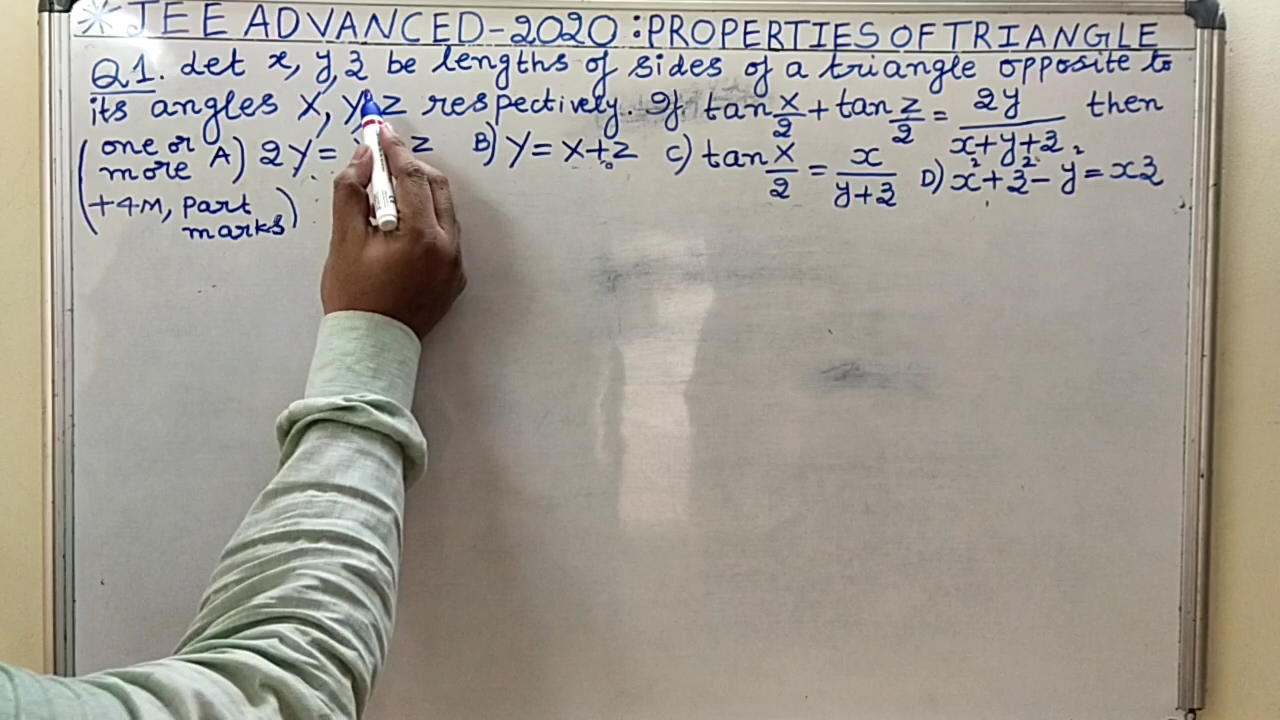 * JEE ADVANCED-2020 : PROPERTIES OF TRIANGLE
Q1. Let x, y, z be lengths of sides of a triangle opposite to
its angles X, Y, Z respectively. If tan X/2 + tan Z/2 = 2y/(x+y+z) then
(one or more A) 2Y = Z B) Y = X+Z C) tan X/2 = x/(y+z) D) x²+z²-y²=xz
(+4M, part
marks)